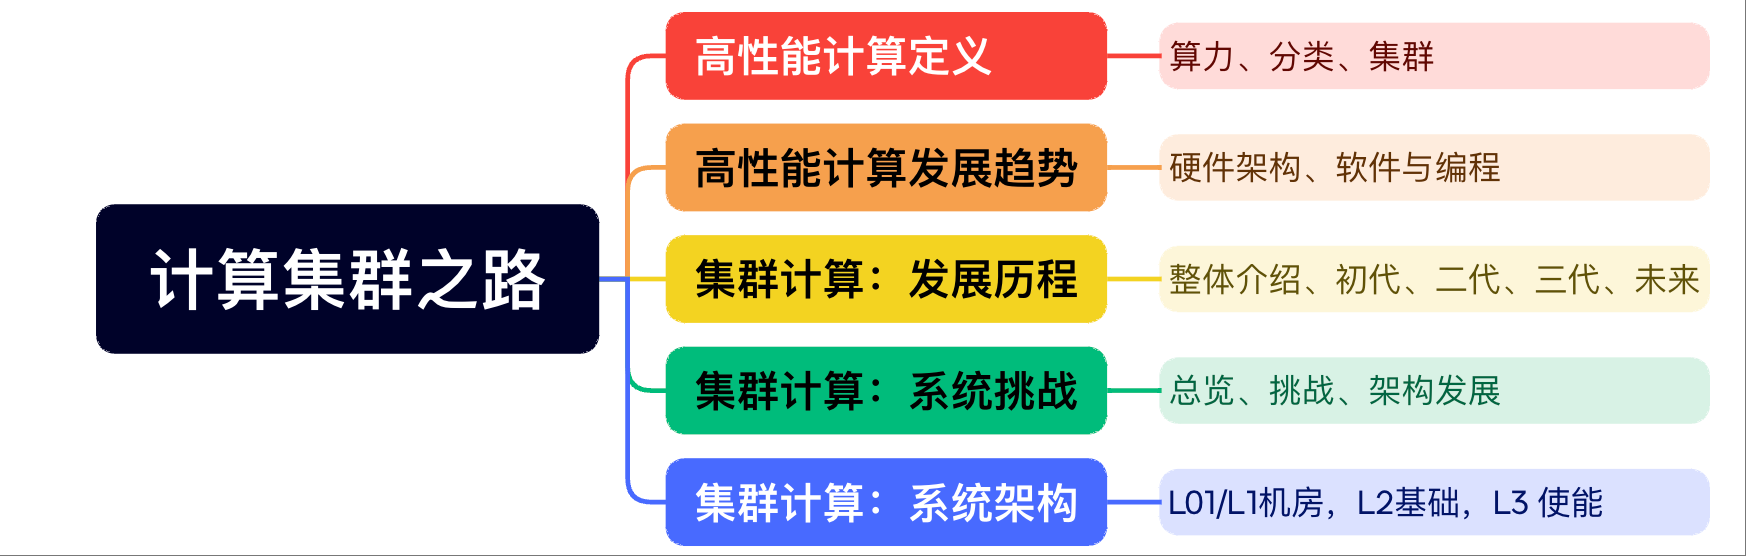 高性能计算定义
算力、分类、集群
高性能计算发展趋势
硬件架构、软件与编程
计算集群之路
集群计算：发展历程
整体介绍、初代、二代、三代、未来
集群计算：系统挑战
总览、挑战、架构发展
集群计算：系统架构
L01/L1机房，L2基础，L3 使能